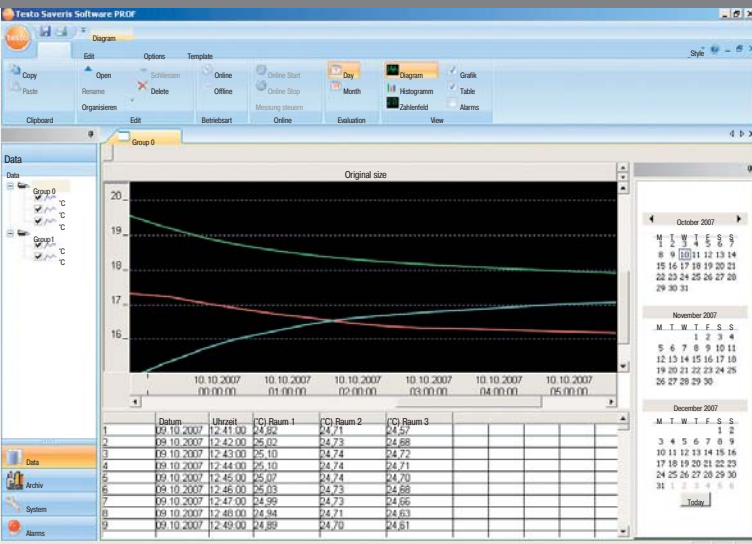 Testo Saveris Software PROF
testo
Diagram
Edit Options Template Style
Copy Open Schliessen Online Online Start Day Diagram Grafik
Paste Rename Delete Offline Online Stop Month Histogramm Table
Organisieren Messung steuern Zahlenfeld Alarms
Clipboard Edit Betriebsart Online Evaluation View
Group 0
Data
Data
Group 0
°C
°C
°C
Group1
°C
°C
Original size
20
19
18
17
16
10.10.2007 10.10.2007 10.10.2007 10.10.2007 10.10.2007 10.10.2007
00:00:00 01:00:00 02:00:00 03:00:00 04:00:00 05:00:00
Datum Uhrzeit (°C) Raum 1 (°C) Raum 2 (°C) Raum 3
1 09.10.2007 12:41:00 24,82 24,71 24,57
2 09.10.2007 12:42:00 25,02 24,73 24,68
3 09.10.2007 12:43:00 25,10 24,74 24,72
4 09.10.2007 12:44:00 25,10 24,74 24,71
5 09.10.2007 12:45:00 25,07 24,74 24,70
6 09.10.2007 12:46:00 25,03 24,73 24,68
7 09.10.2007 12:47:00 24,99 24,73 24,66
8 09.10.2007 12:48:00 24,94 24,71 24,63
9 09.10.2007 12:49:00 24,89 24,70 24,61
October 2007
M T W T F S S
1 2 3 4 5 6 7
8 9 10 11 12 13 14
15 16 17 18 19 20 21
22 23 24 25 26 27 28
29 30 31
November 2007
M T W T F S S
1 2 3 4
5 6 7 8 9 10 11
12 13 14 15 16 17 18
19 20 21 22 23 24 25
26 27 28 29 30
December 2007
M T W T F S S
1 2
3 4 5 6 7 8 9
10 11 12 13 14 15 16
17 18 19 20 21 22 23
24 25 26 27 28 29 30
31 1 2 3 4 5 6
Today
Data
Archiv
System
Alarms